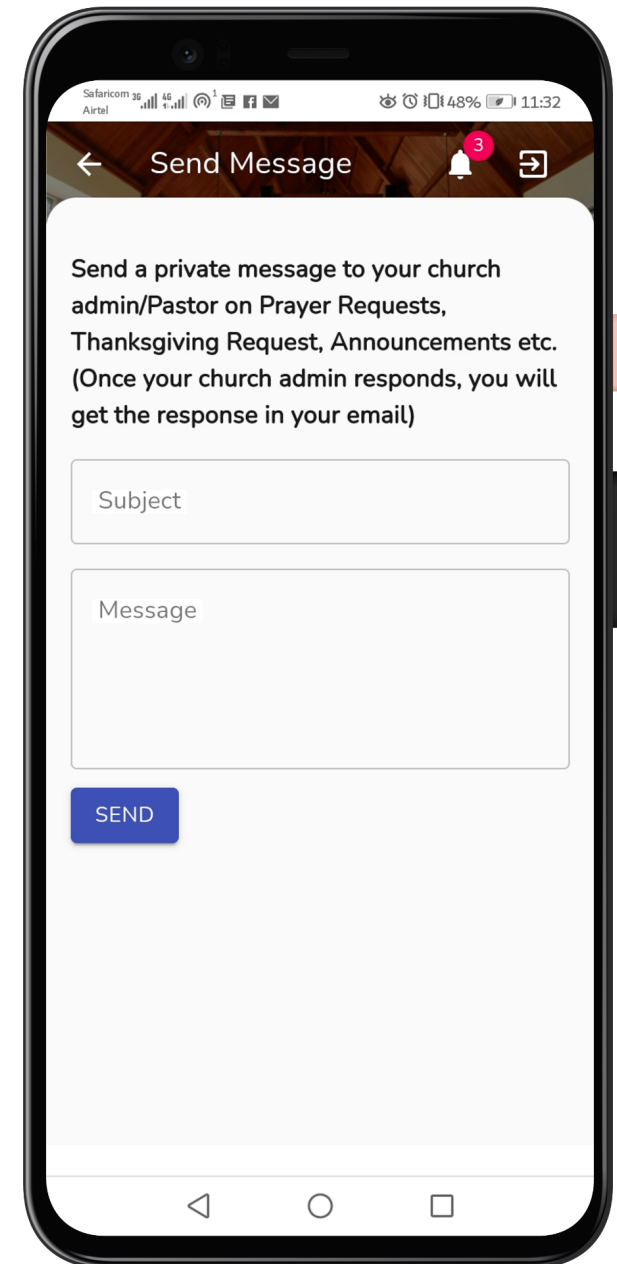 Safaricom 3G 4G 1 48% 11:32
Airtel
Send Message 3
Send a private message to your church
admin/Pastor on Prayer Requests,
Thanksgiving Request, Announcements etc.
(Once your church admin responds, you will
get the response in your email)
Subject
Message
SEND